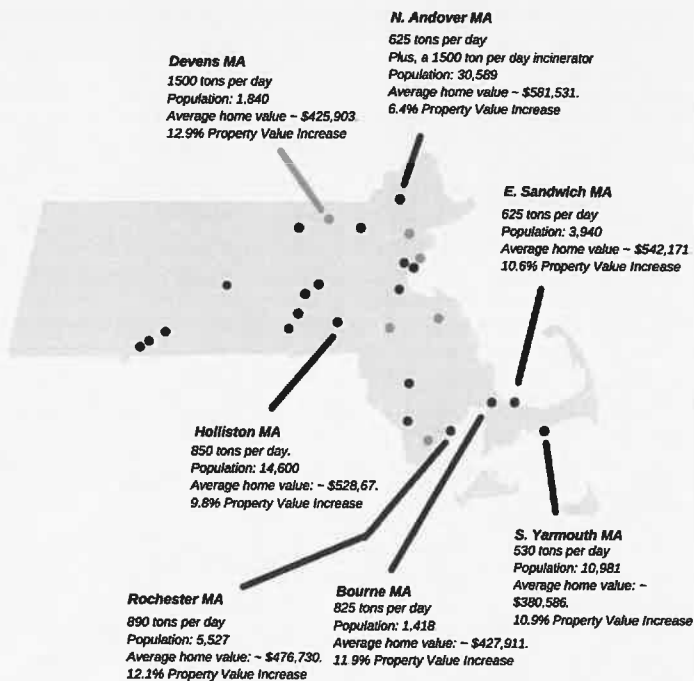 N. Andover MA
625 tons per day
Plus, a 1500 ton per day incinerator
Population: 30,589
Average home value ~ $581,531.
6.4% Property Value Increase
Devens MA
1500 tons per day
Population: 1,840
Average home value ~ $425,903.
12.9% Property Value Increase
E. Sandwich MA
625 tons per day
Population: 3,940
Average home value ~ $542,171
10.6% Property Value Increase
Holliston MA
850 tons per day.
Population: 14,600
Average home value: ~ $528,67.
9.8% Property Value Increase
S. Yarmouth MA
530 tons per day
Population: 10,981
Average home value: ~
$380,586.
10.9% Property Value Increase
Rochester MA
890 tons per day
Population: 5,527
Average home value: ~ $476,730.
12.1% Property Value Increase
Bourne MA
825 tons per day
Population: 1,418
Average home value: ~ $427,911.
11.9% Property Value Increase